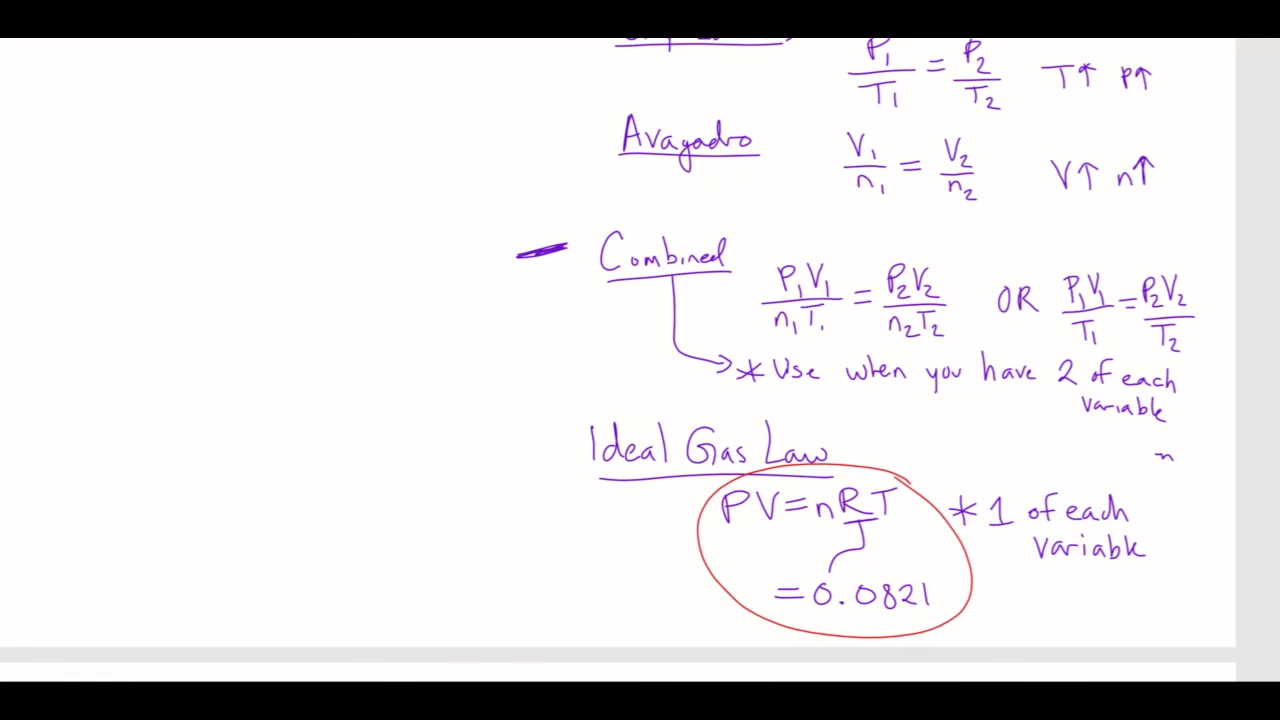 P₁/T₁ = P₂/T₂ T↑ P↑
Avagadro V₁/n₁ = V₂/n₂ V↑ n↑
Combined P₁V₁/n₁T₁ = P₂V₂/n₂T₂ OR P₁V₁/T₁ = P₂V₂/T₂
* Use when you have 2 of each
variable
Ideal Gas Law
n
PV = nRT * 1 of each
variable
= 0.0821